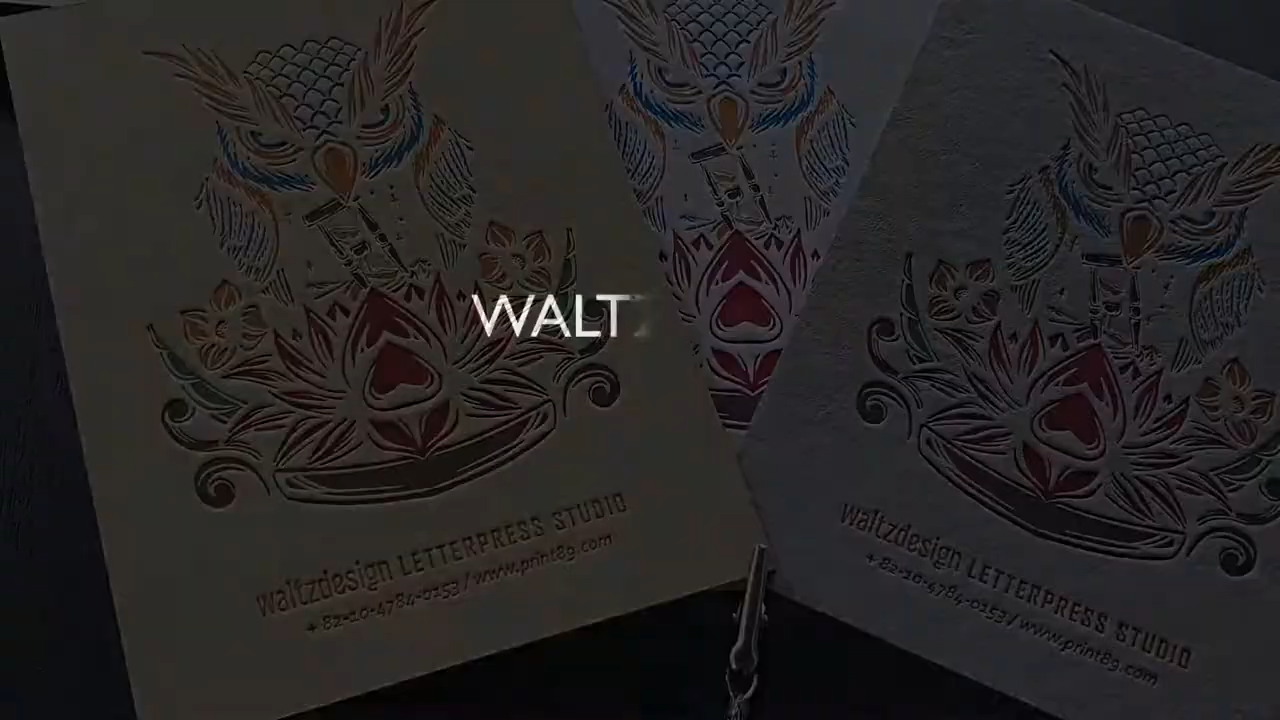 WALTZ
waltzdesign LETTERPRESS STUDIO
+82-10-4784-0153 / www.print89.com
waltzdesign LETTERPRESS STUDIO
+82-10-4784-0153 / www.print89.com